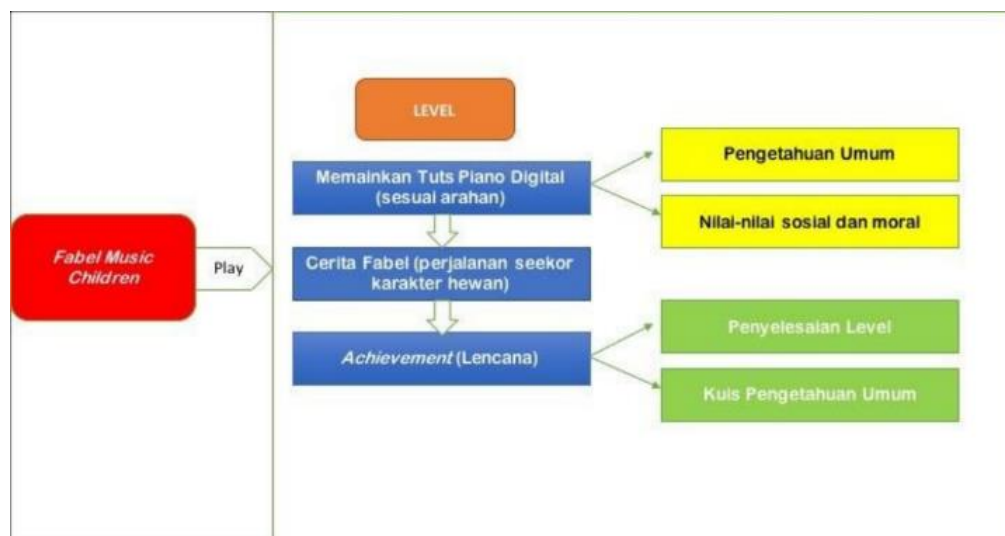 Fabel Music
Children
Play
LEVEL
Memainkan Tuts Piano Digital
(sesuai arahan)
Pengetahuan Umum
Nilai-nilai sosial dan moral
Cerita Fabel (perjalanan seekor
karakter hewan)
Achievement (Lencana)
Penyelesaian Level
Kuis Pengetahuan Umum